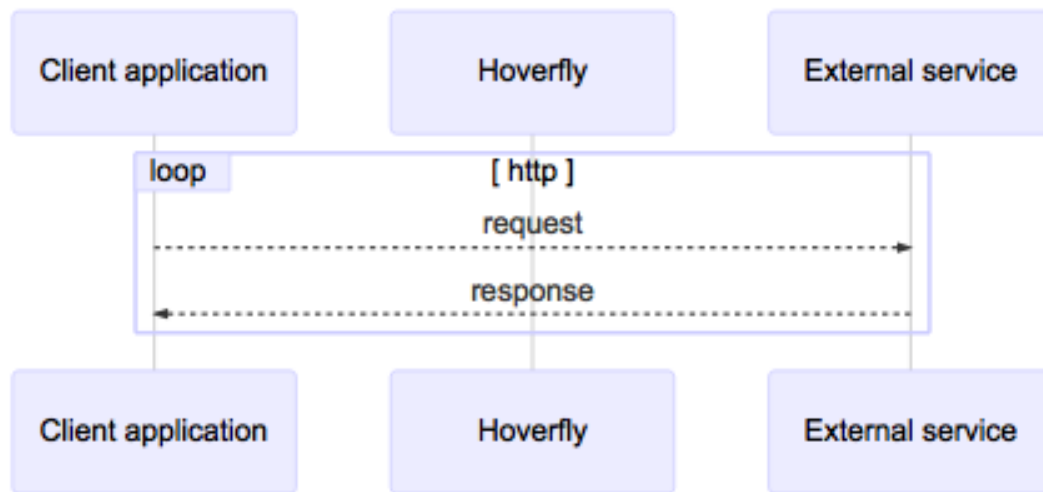 Client application
Hoverfly
External service
loop
[ http ]
request
response
Client application
Hoverfly
External service